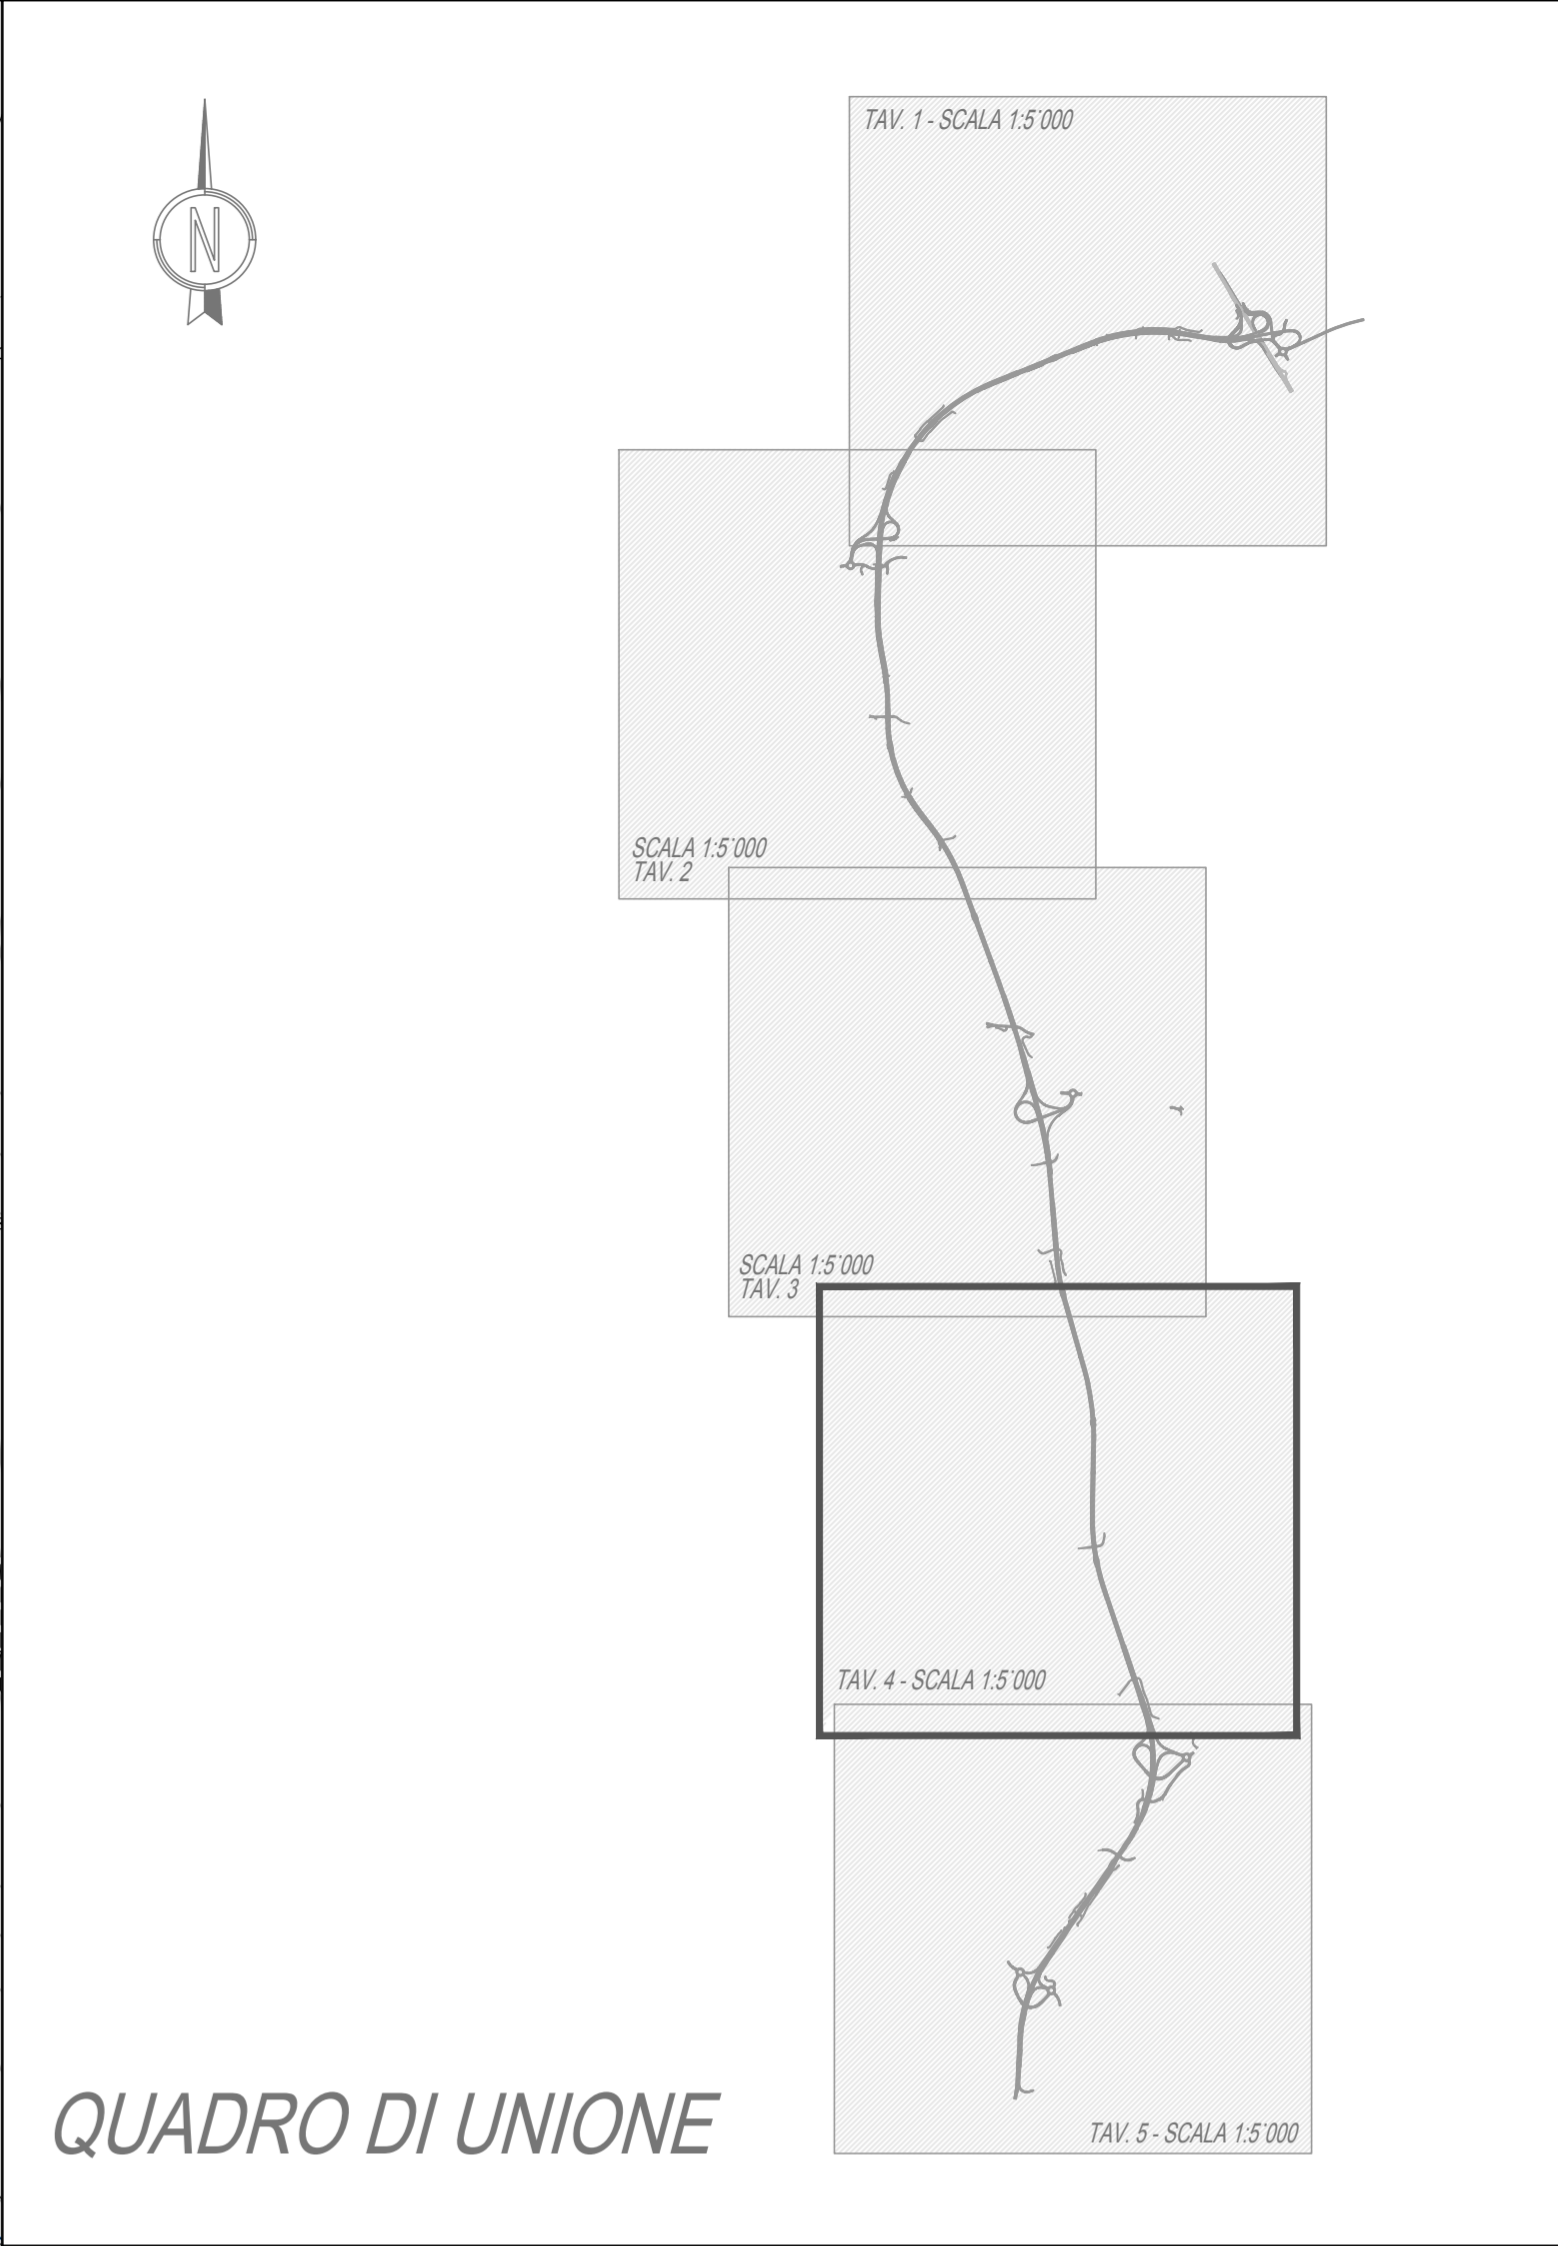 TAV. 1 - SCALA 1:5'000
N
SCALA 1:5'000
TAV. 2
SCALA 1:5'000
TAV. 3
TAV. 4 - SCALA 1:5'000
QUADRO DI UNIONE
TAV. 5 - SCALA 1:5'000